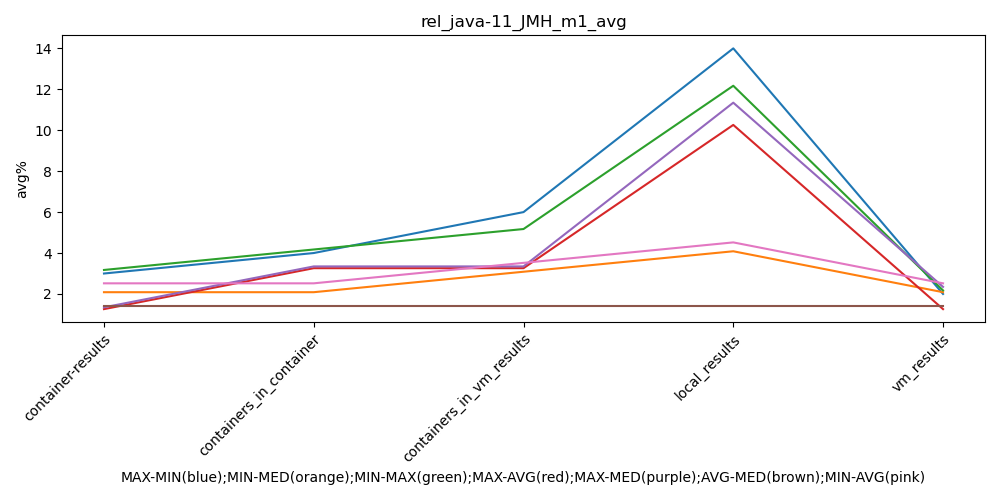 rel_java-11_JMH_m1_avg
avg%
14
12
10
8
6
4
2
container-results
containers_in_container
containers_in_vm_results
local_results
vm_results
MAX-MIN(blue);MIN-MED(orange);MIN-MAX(green);MAX-AVG(red);MAX-MED(purple);AVG-MED(brown);MIN-AVG(pink)